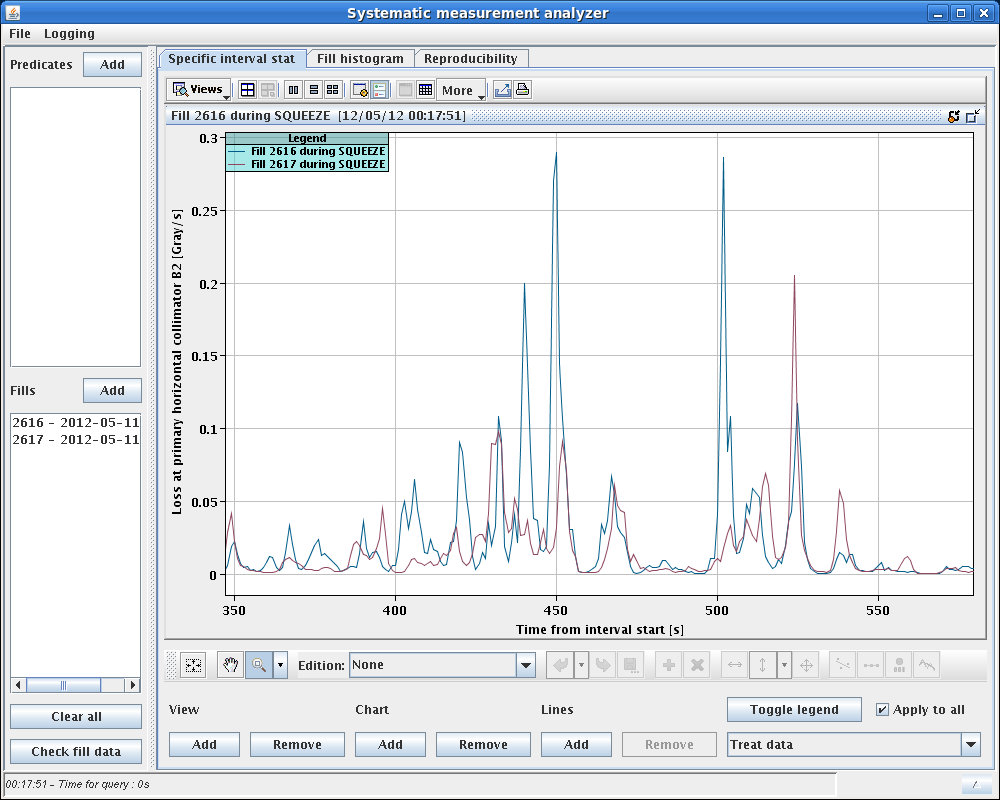 Systematic measurement analyzer
File Logging
Predicates Add
Specific interval stat Fill histogram Reproducibility
Views More
Fill 2616 during SQUEEZE [12/05/12 00:17:51]
Legend
Fill 2616 during SQUEEZE
Fill 2617 during SQUEEZE
0.3
0.25
0.2
0.15
0.1
0.05
0
Loss at primary horizontal collimator B2 [Gray/s]
350 400 450 500 550
Time from interval start [s]
Fills Add
2616 - 2012-05-11
2617 - 2012-05-11
Clear all
Check fill data
Edition: None
View Chart Lines Toggle legend Apply to all
Add Remove Add Remove Add Remove Treat data
00:17:51 - Time for query : 0s